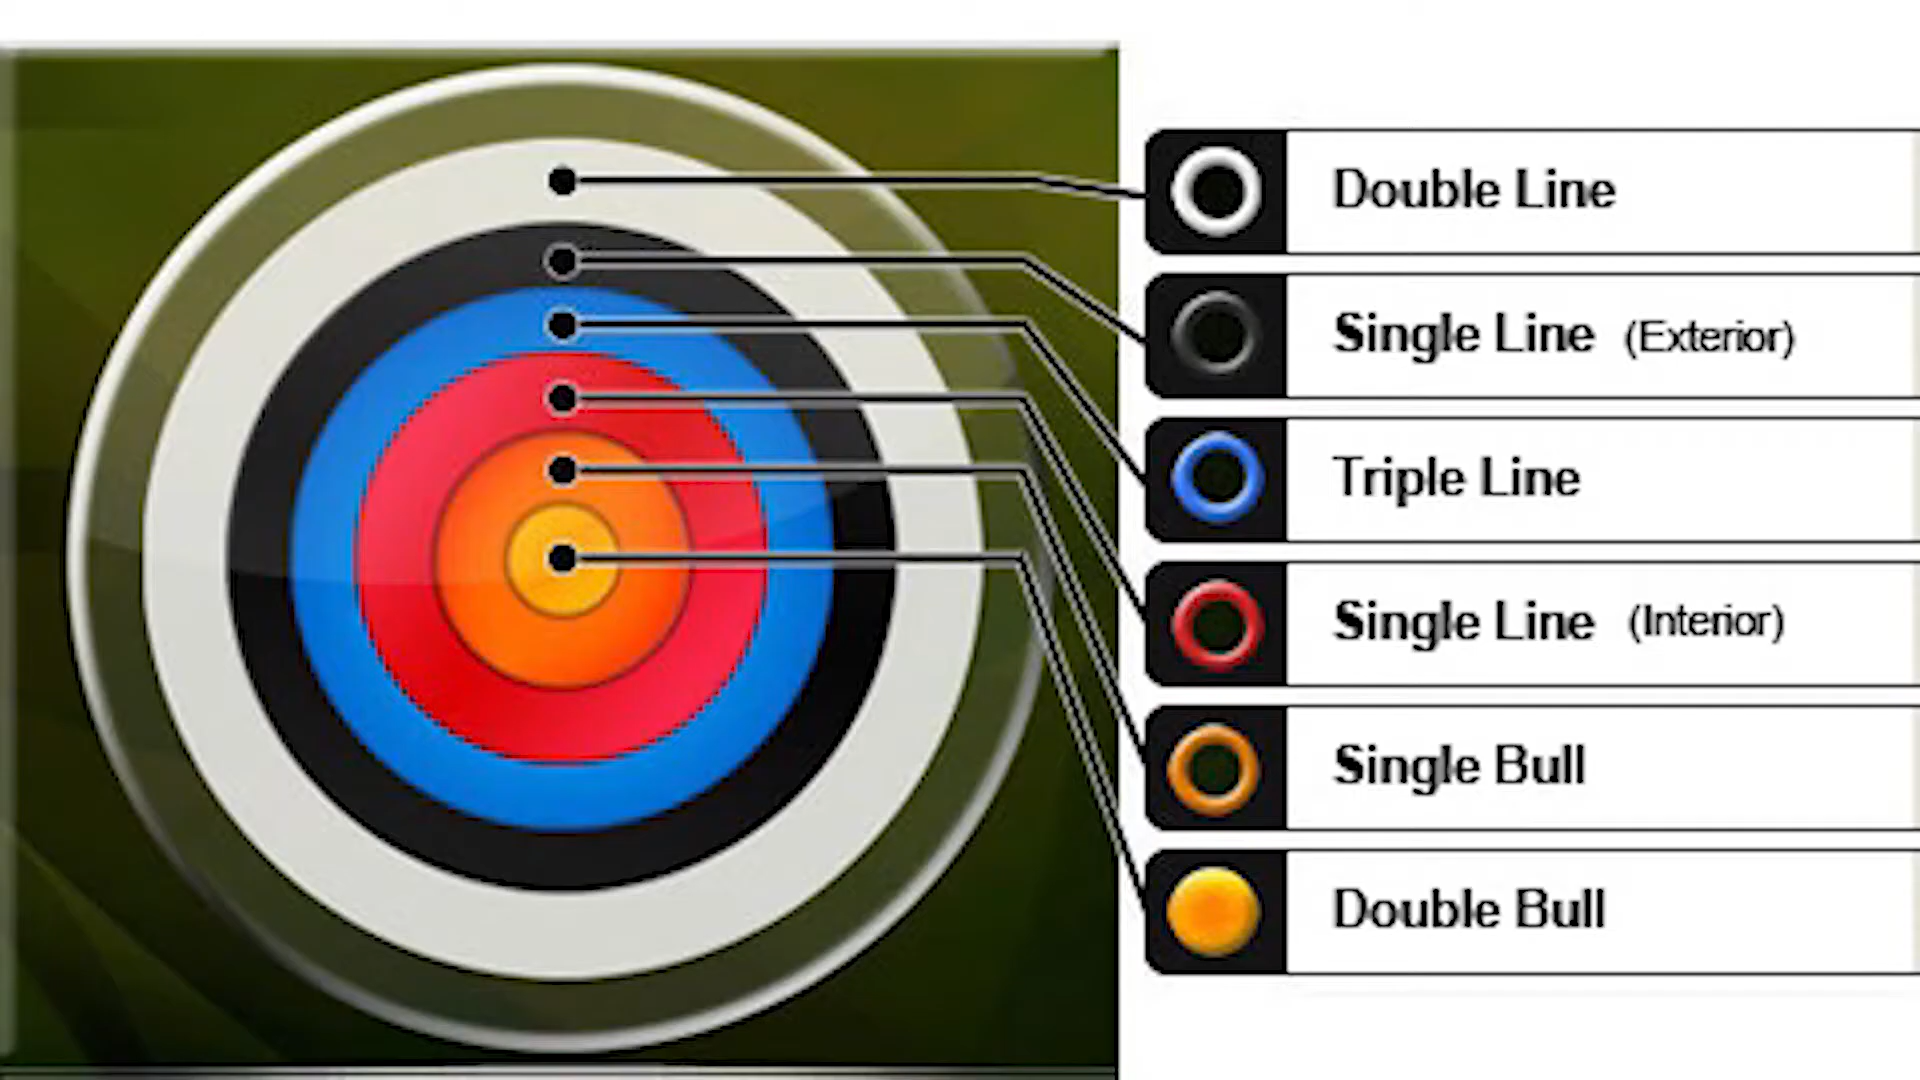 Double Line
Single Line (Exterior)
Triple Line
Single Line (Interior)
Single Bull
Double Bull